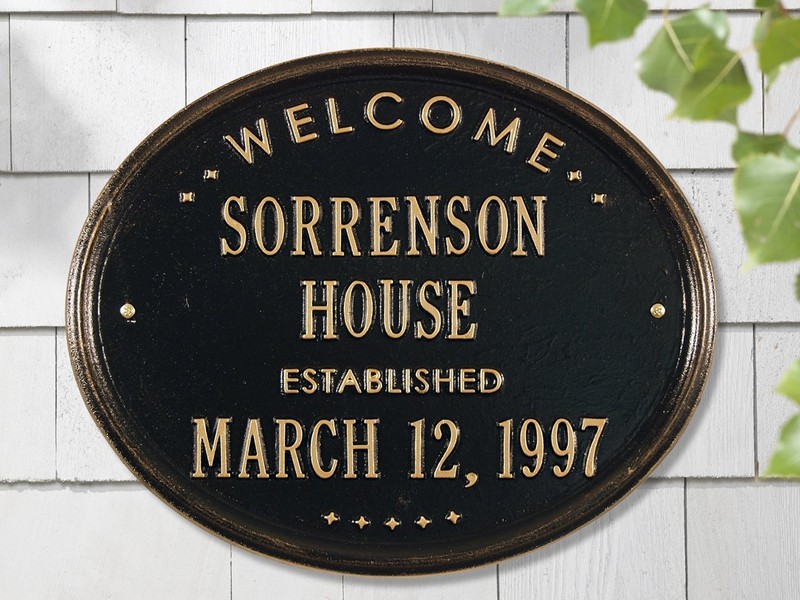 WELCOME
SORRENSON
HOUSE
ESTABLISHED
MARCH 12, 1997